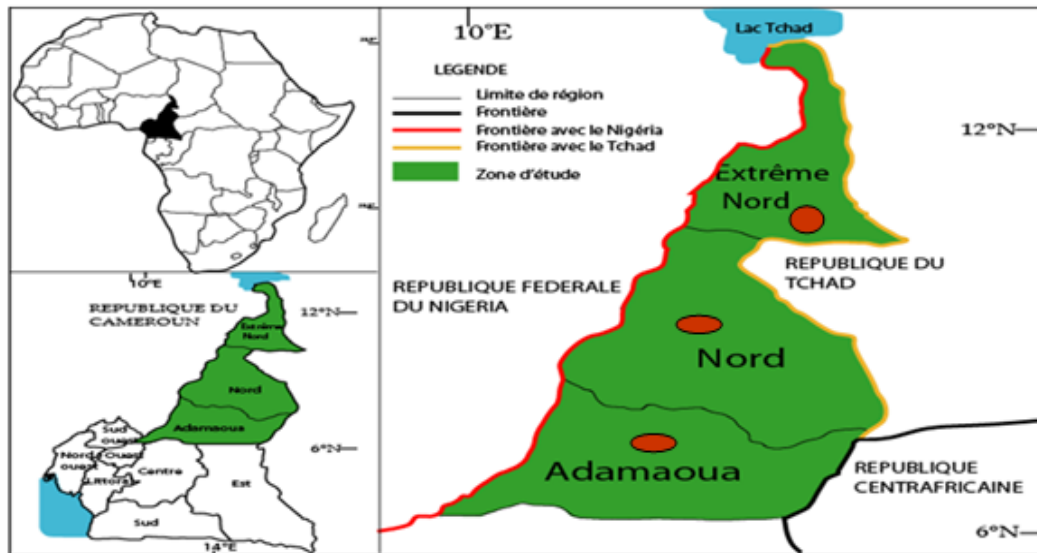 10°E
REPUBLIQUE DU
CAMEROUN
12°N
Extrême
Nord
Nord
Adamaoua
6°N
Sud
ouest
Nord
ouest
Ouest
Littoral
Centre
Est
Sud
14°E
10°E
Lac Tchad
LEGENDE
Limite de région
Frontière
Frontière avec le Nigéria
Frontière avec le Tchad
Zone d'étude
12°N
Extrême
Nord
REPUBLIQUE DU
TCHAD
REPUBLIQUE FEDERALE
DU NIGERIA
Nord
Adamaoua
REPUBLIQUE
CENTRAFRICAINE
6°N